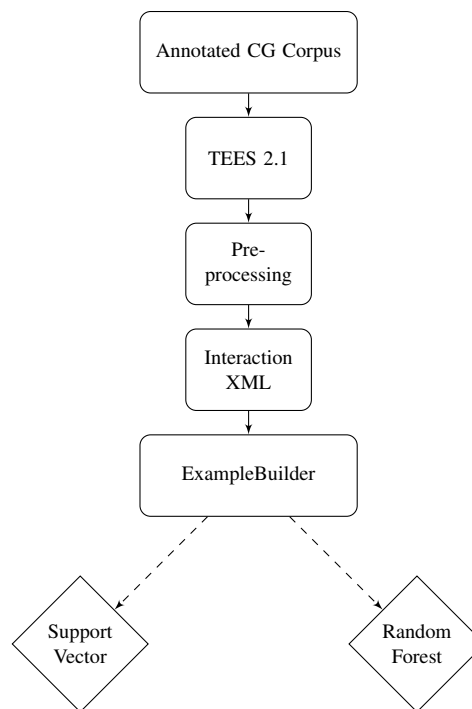 Annotated CG Corpus
TEES 2.1
Pre-
processing
Interaction
XML
ExampleBuilder
Support
Vector
Random
Forest